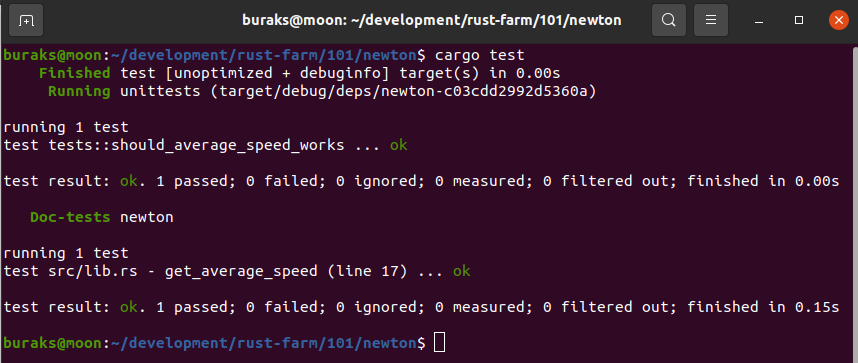 buraks@moon: ~/development/rust-farm/101/newton
buraks@moon:~/development/rust-farm/101/newton$ cargo test
    Finished test [unoptimized + debuginfo] target(s) in 0.00s
     Running unittests (target/debug/deps/newton-c03cdd2992d5360a)
running 1 test
test tests::should_average_speed_works ... ok
test result: ok. 1 passed; 0 failed; 0 ignored; 0 measured; 0 filtered out; finished in 0.00s
   Doc-tests newton
running 1 test
test src/lib.rs - get_average_speed (line 17) ... ok
test result: ok. 1 passed; 0 failed; 0 ignored; 0 measured; 0 filtered out; finished in 0.15s
buraks@moon:~/development/rust-farm/101/newton$